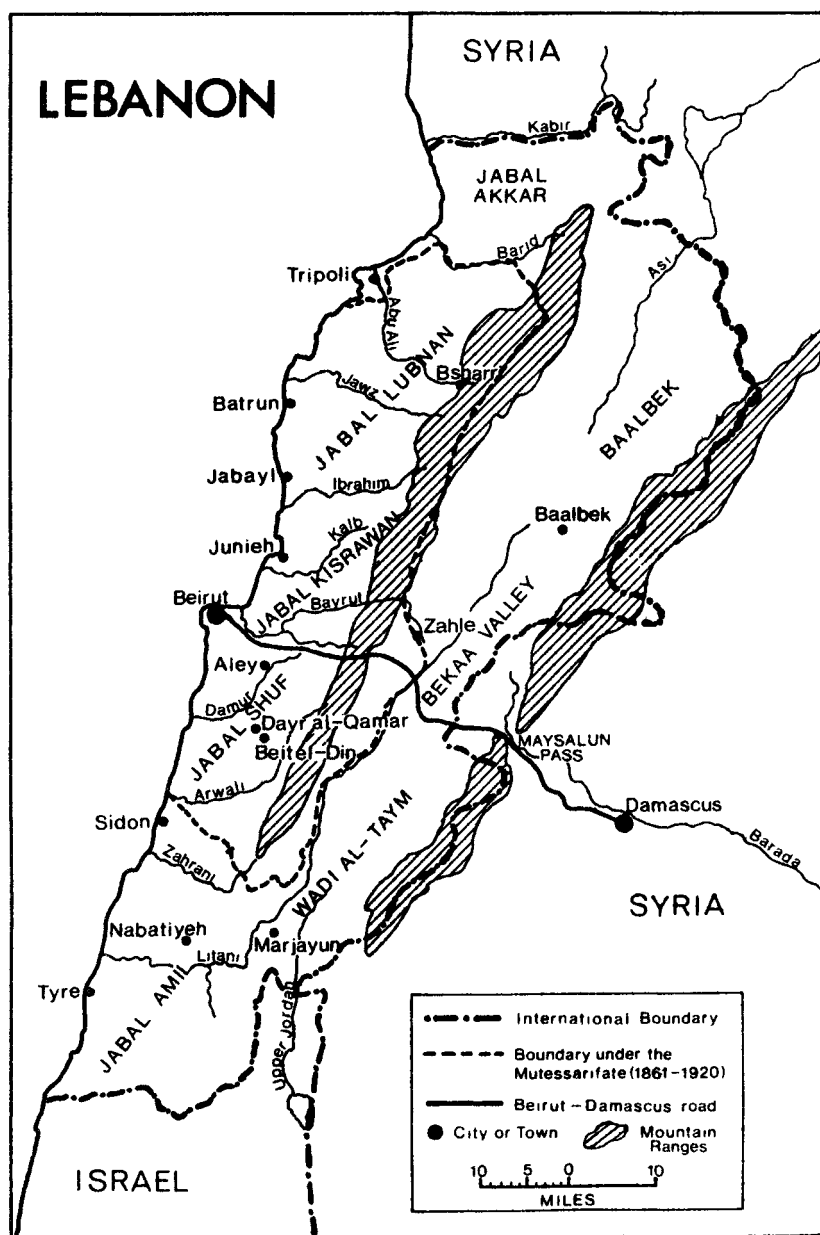 SYRIA
LEBANON
Kabir
JABAL
AKKAR
Barid
Tripoli
Asi
Abu Ali
JABAL LUBNAN
Bsharri
Jawz
Batrun
BAALBEK
Jabayl
Ibrahim
Baalbek
Kalb
Junieh
JABAL KISRAWAN
Beirut
Bayrut
Zahle
BEKAA VALLEY
Aley
Damur
JABAL SHUF
Dayr al-Qamar
Beitel-Din
MAYSALUN
PASS
Arwali
Damascus
Sidon
Barada
Zahrani
WADI AL-TAYM
SYRIA
Nabatiyeh
Marjayun
Litani
Tyre
JABAL AMIL
Upper Jordan
International Boundary
Boundary under the
Mutessarifate (1861-1920)
Beirut-Damascus road
City or Town
Mountain
Ranges
10 5 0 10
MILES
ISRAEL